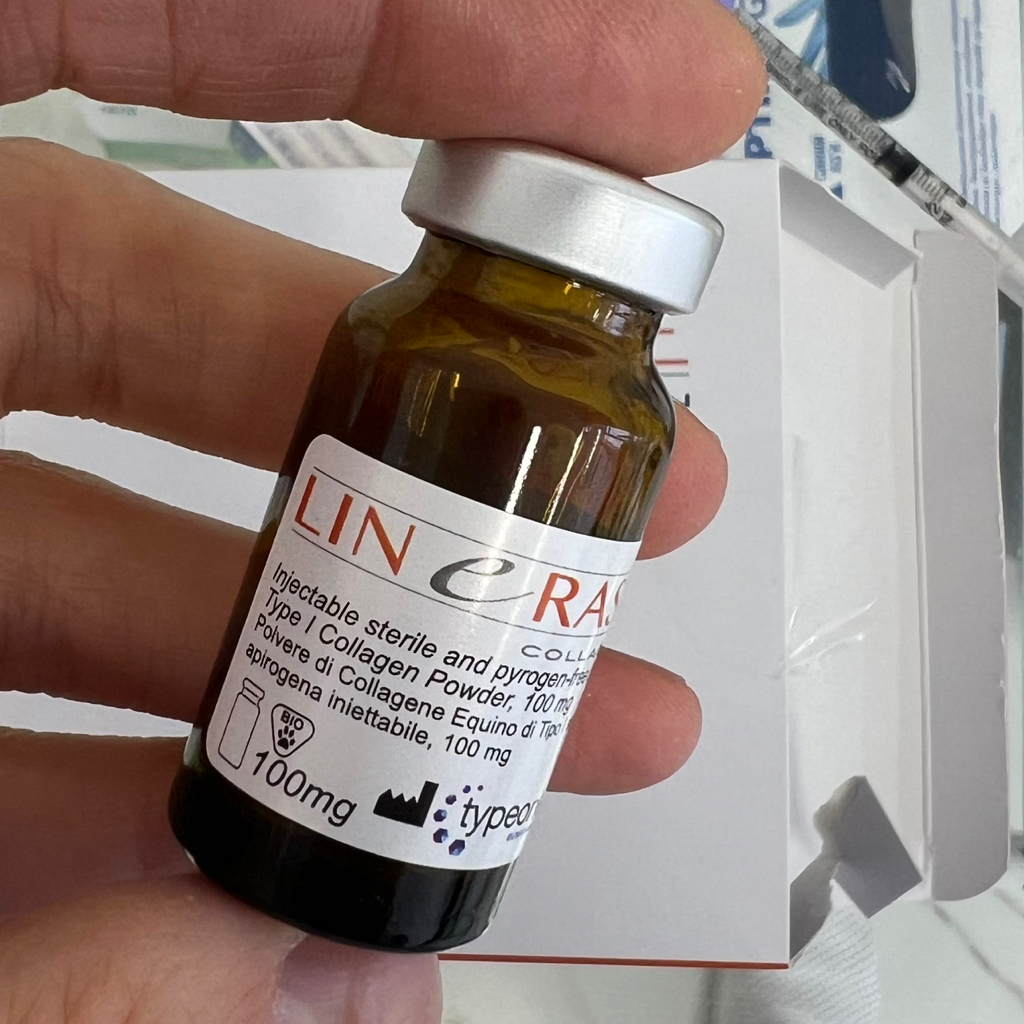 LIN e RAS
COLLA
Injectable sterile and pyrogen-free
Type I Collagen Powder, 100 mg
Polvere di Collagene Equino di Tipo
apirogena iniettabile, 100 mg
BIO
100mg
typeon